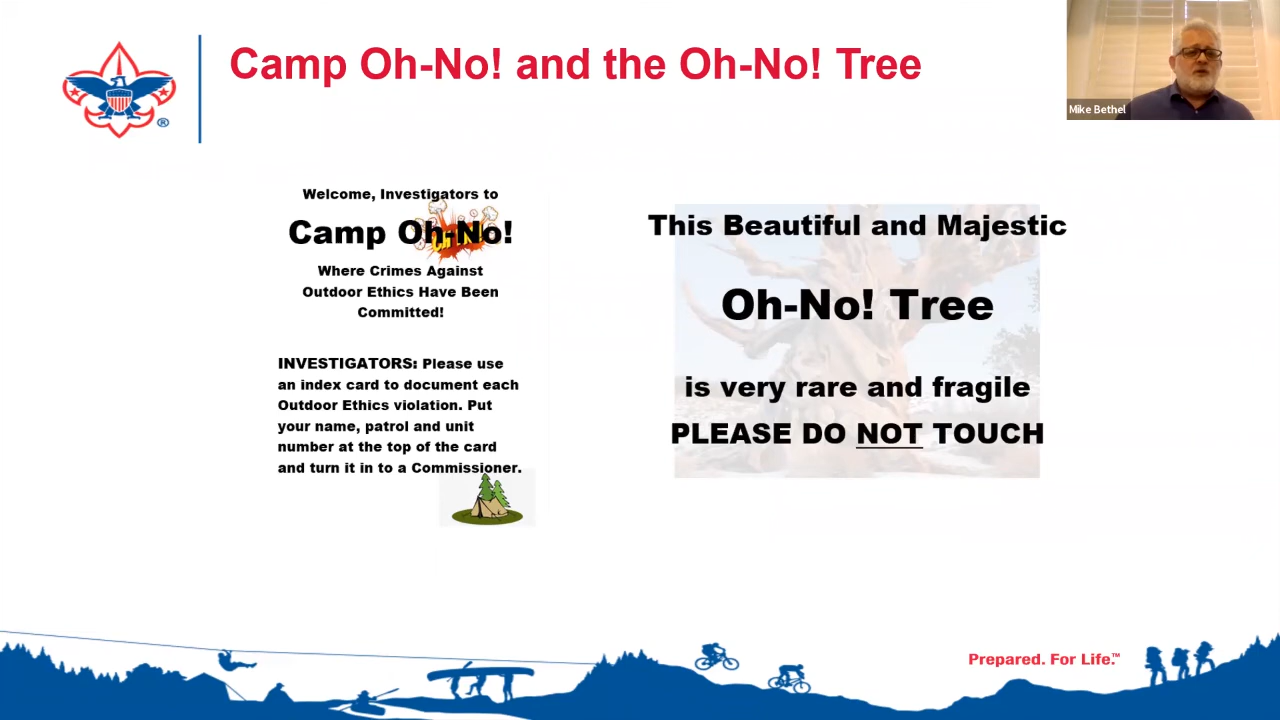 Camp Oh-No! and the Oh-No! Tree
Mike Bethel
Welcome, Investigators to
Camp Oh-No!
Where Crimes Against
Outdoor Ethics Have Been
Committed!
INVESTIGATORS: Please use
an index card to document each
Outdoor Ethics violation. Put
your name, patrol and unit
number at the top of the card
and turn it in to a Commissioner.
This Beautiful and Majestic
Oh-No! Tree
is very rare and fragile
PLEASE DO NOT TOUCH
Prepared. For Life.™
®